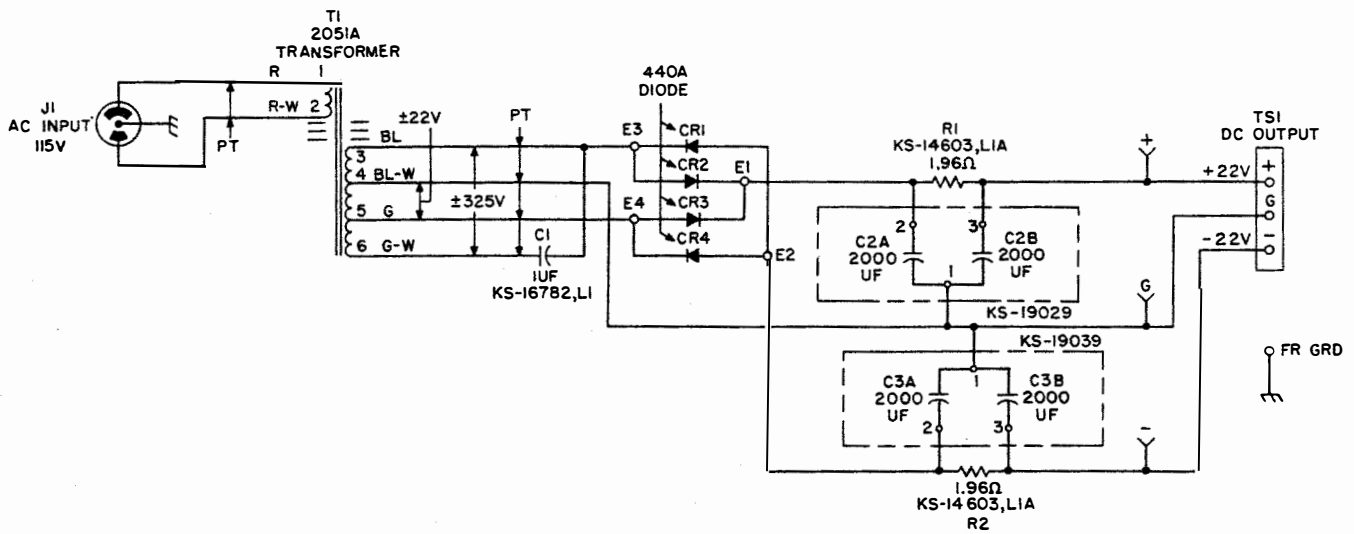 T1
2051A
TRANSFORMER
R 1
J1
AC INPUT
115V
R-W 2
PT
±22V
PT
BL
3
4 BL-W
±325V
5 G
6 G-W
C1
1UF
KS-16782,L1
440A
DIODE
E3
CR1
CR2
E1
CR3
E4
CR4
E2
R1
KS-14603,L1A
1.96Ω
2
3
C2A
2000
UF
C2B
2000
UF
1
KS-19029
+
G
TS1
DC OUTPUT
+22V
+
G
-22V
-
KS-19039
1
C3A
2000
UF
C3B
2000
UF
2
3
-
1.96Ω
KS-14603,L1A
R2
FR GRD